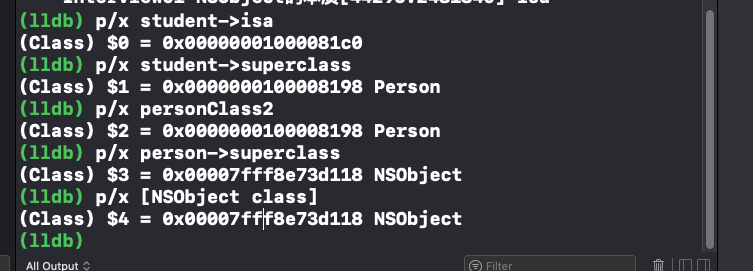 (lldb) p/x student->isa
(Class) $0 = 0x00000001000081c0
(lldb) p/x student->superclass
(Class) $1 = 0x0000000100008198 Person
(lldb) p/x personClass2
(Class) $2 = 0x0000000100008198 Person
(lldb) p/x person->superclass
(Class) $3 = 0x00007fff8e73d118 NSObject
(lldb) p/x [NSObject class]
(Class) $4 = 0x00007fff8e73d118 NSObject
(lldb)
All Output
Filter